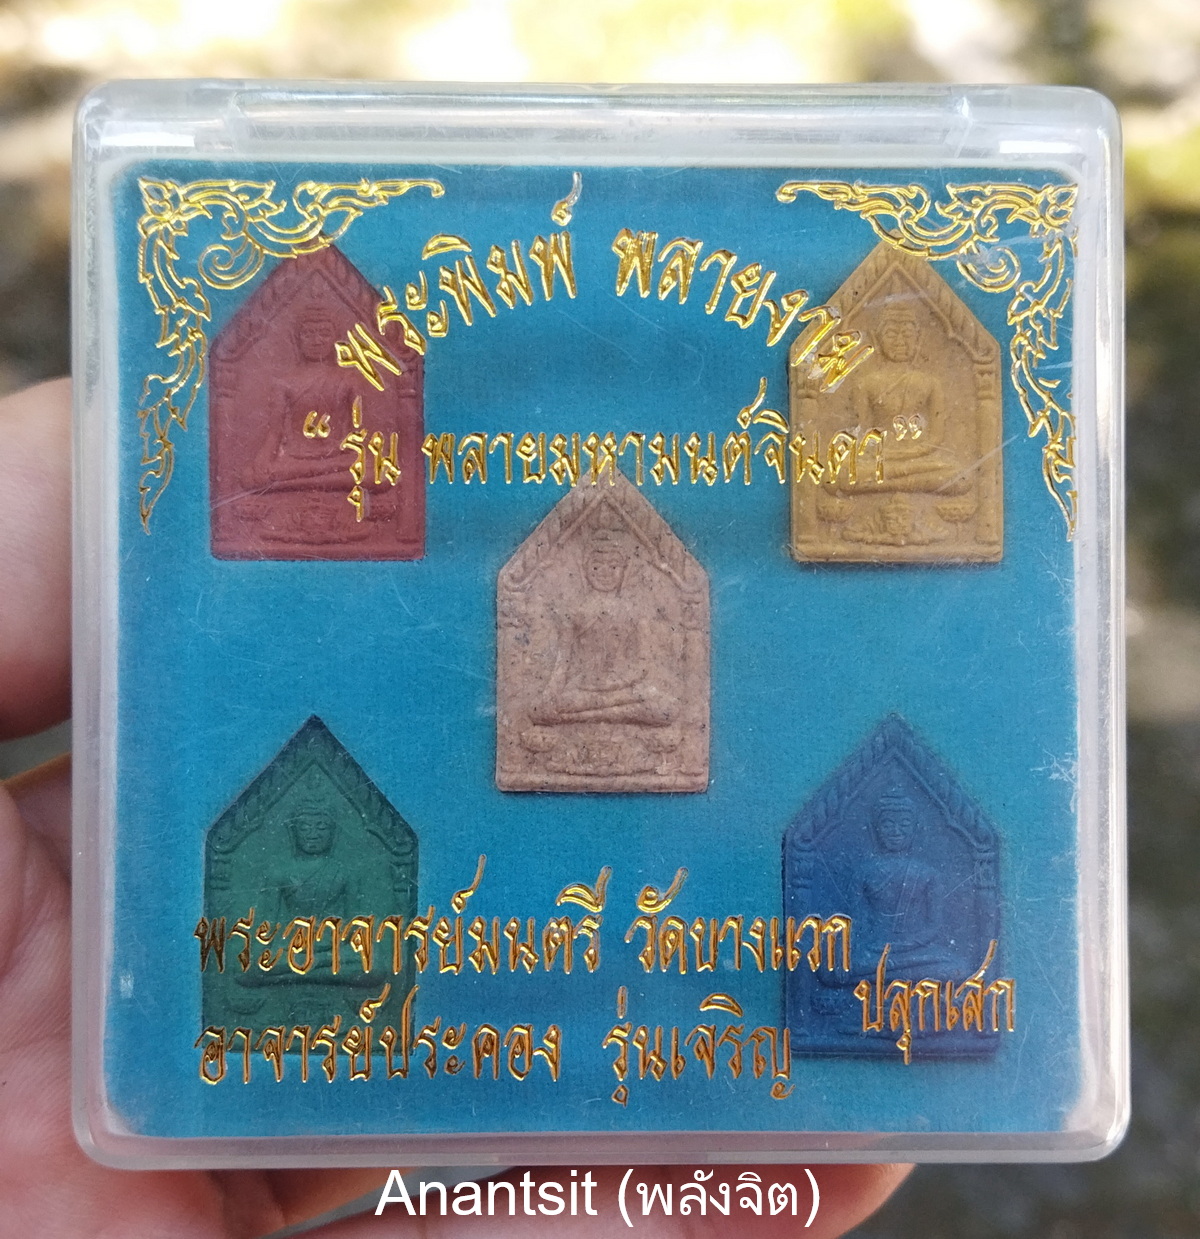 พระพิมพ์ พลายงาม
"รุ่น พลายมหามนต์จินดา"
พระอาจารย์มนตรี วัดบางแวก
ปลุกเสก
อาจารย์ประคอง รุ่นเจริญ
Anantsit (พลังจิต)